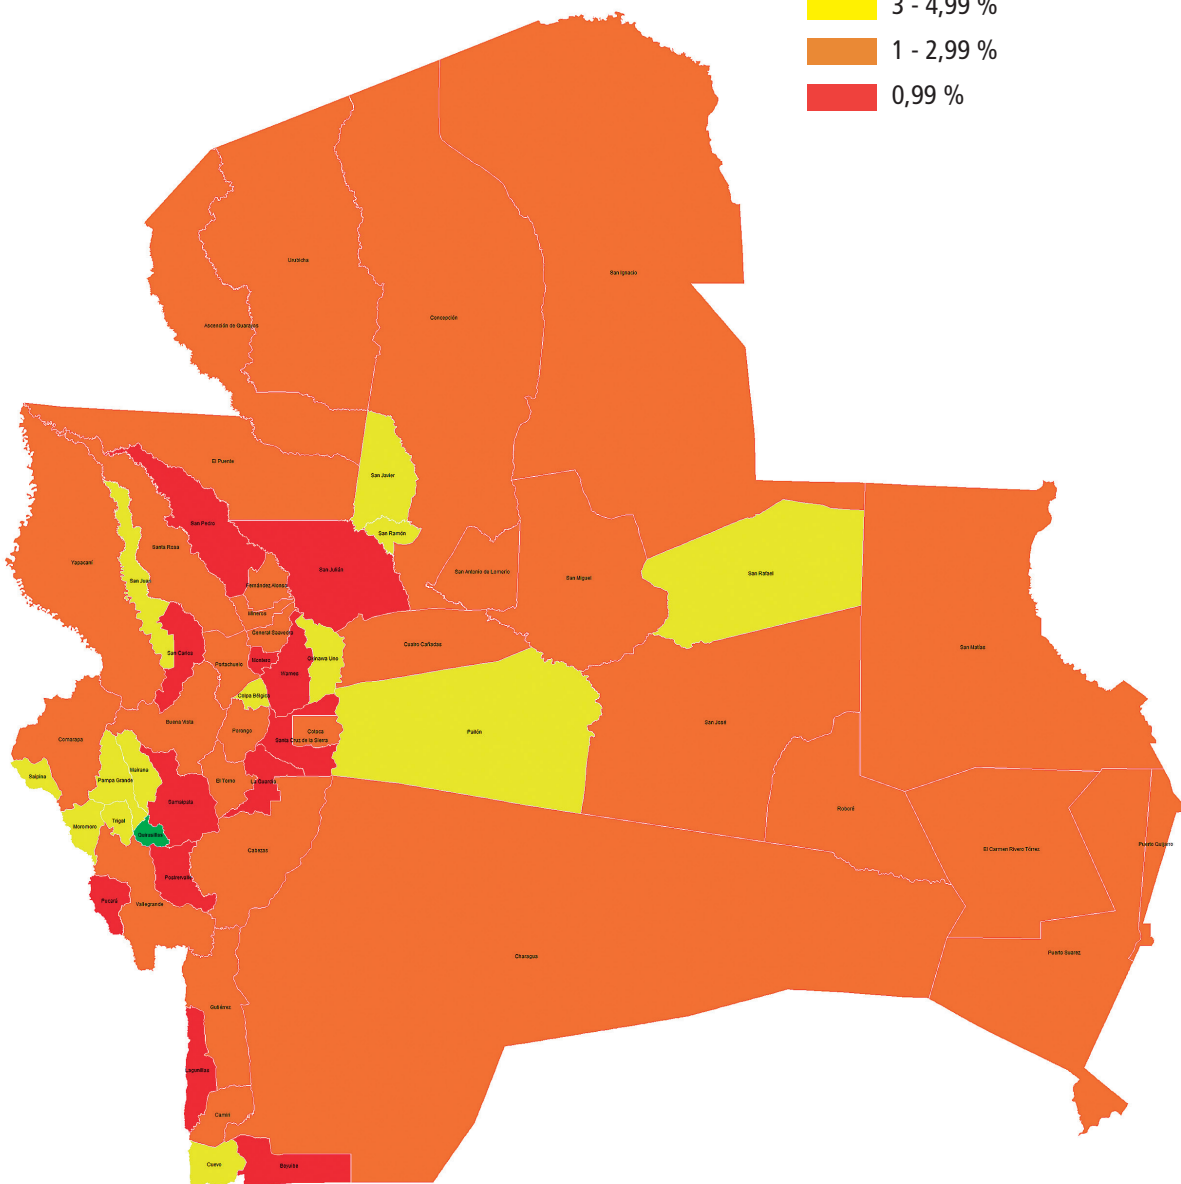 3 - 4,99 %
1 - 2,99 %
0,99 %
San Ignacio
Urubicha
Concepción
Ascención de Guarayos
El Puente
San Javier
San Pedro
San Ramón
Santa Rosa
Yapacaní
San Julián
San Antonio de Lomerio
San Rafael
San Juan
San Miguel
Fernández Alonso
Mineros
General Saavedra
Cuatro Cañadas
San Matías
San Carlos
Okinawa Uno
Montero
Portachuelo
Warnes
Colpa Bélgica
Buena Vista
San José
Porongo
Cotoca
Pailón
Comarapa
Santa Cruz de la Sierra
Mairana
Saipina
Pampa Grande
El Torno
La Guardia
Samaipata
Roboré
Trigal
Moromoro
Quirusillas
Puerto Quijarro
El Carmen Rivero Tórrez
Cabezas
Postrervalle
Pucará
Vallegrande
Puerto Suarez
Charagua
Gutiérrez
Lagunillas
Camiri
Cuevo
Boyuibe